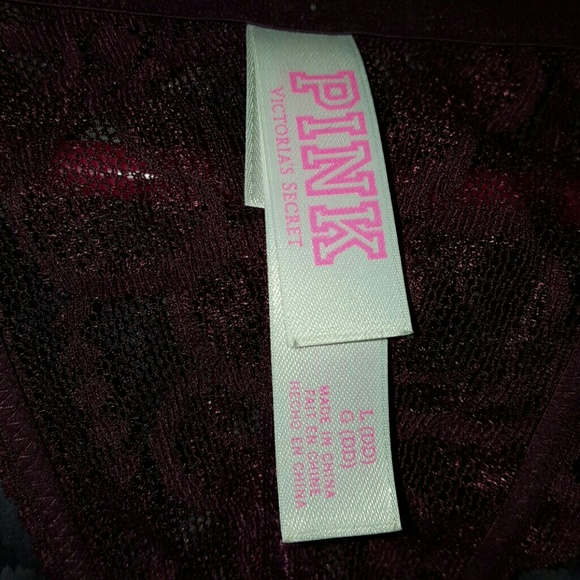 PINK
VICTORIA'S SECRET
L (DD)
G (DD)
MADE IN CHINA
FAIT EN CHINE
HECHO EN CHINA